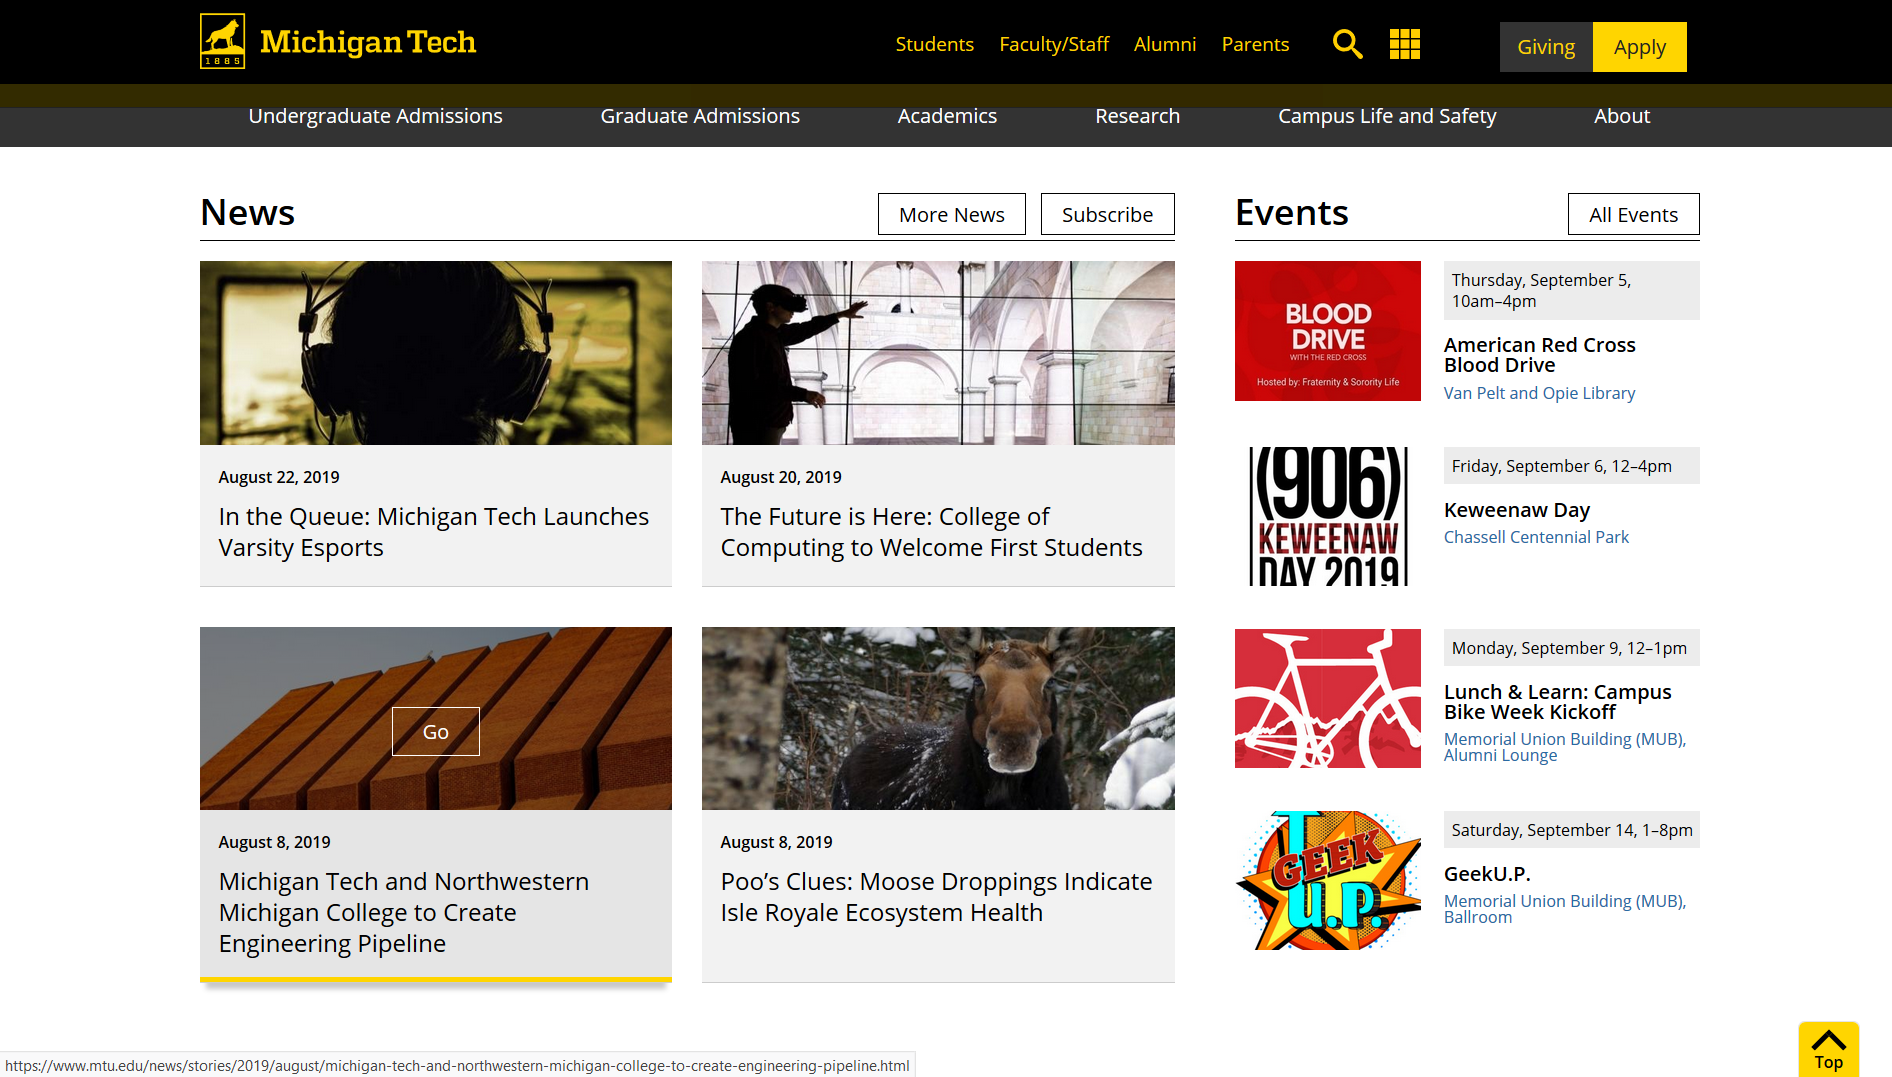 1885
Michigan Tech
Students
Faculty/Staff
Alumni
Parents
Giving
Apply
Undergraduate Admissions
Graduate Admissions
Academics
Research
Campus Life and Safety
About
News
More News
Subscribe
August 22, 2019
In the Queue: Michigan Tech Launches
Varsity Esports
August 20, 2019
The Future is Here: College of
Computing to Welcome First Students
Go
August 8, 2019
Michigan Tech and Northwestern
Michigan College to Create
Engineering Pipeline
August 8, 2019
Poo’s Clues: Moose Droppings Indicate
Isle Royale Ecosystem Health
Events
All Events
BLOOD
DRIVE
WITH THE RED CROSS
Hosted by: Fraternity & Sorority Life
Thursday, September 5,
10am–4pm
American Red Cross
Blood Drive
Van Pelt and Opie Library
(906)
KEWEENAW
DAY 2019
Friday, September 6, 12–4pm
Keweenaw Day
Chassell Centennial Park
Monday, September 9, 12–1pm
Lunch & Learn: Campus
Bike Week Kickoff
Memorial Union Building (MUB),
Alumni Lounge
GEEK
U.P.
Saturday, September 14, 1–8pm
GeekU.P.
Memorial Union Building (MUB),
Ballroom
Top
https://www.mtu.edu/news/stories/2019/august/michigan-tech-and-northwestern-michigan-college-to-create-engineering-pipeline.html